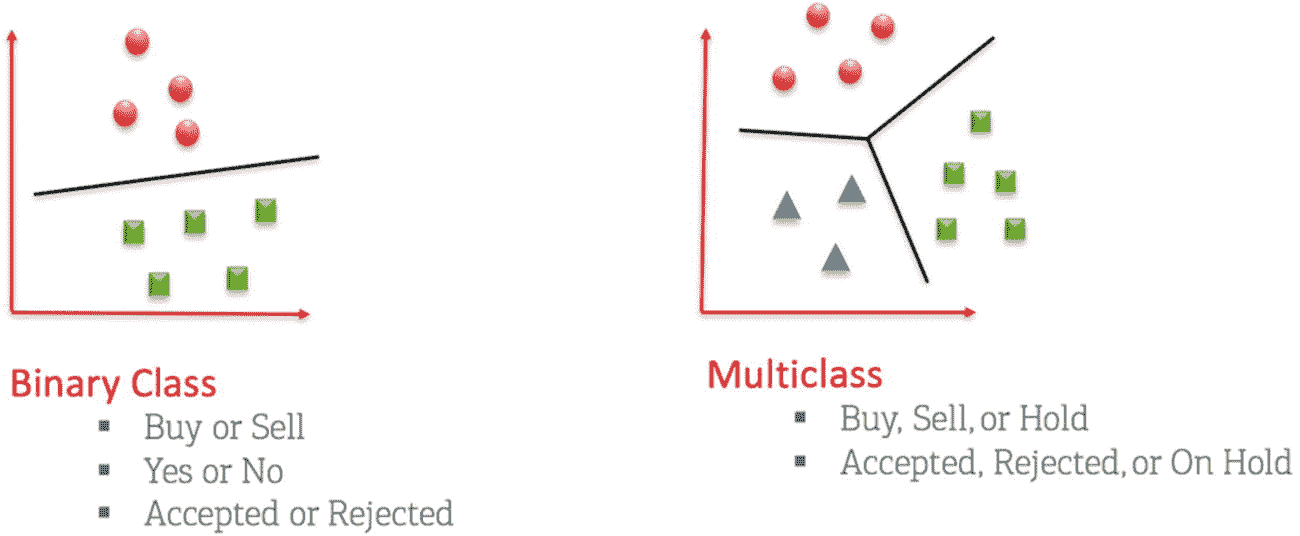 Binary Class
▪ Buy or Sell
▪ Yes or No
▪ Accepted or Rejected
Multiclass
▪ Buy, Sell, or Hold
▪ Accepted, Rejected, or On Hold